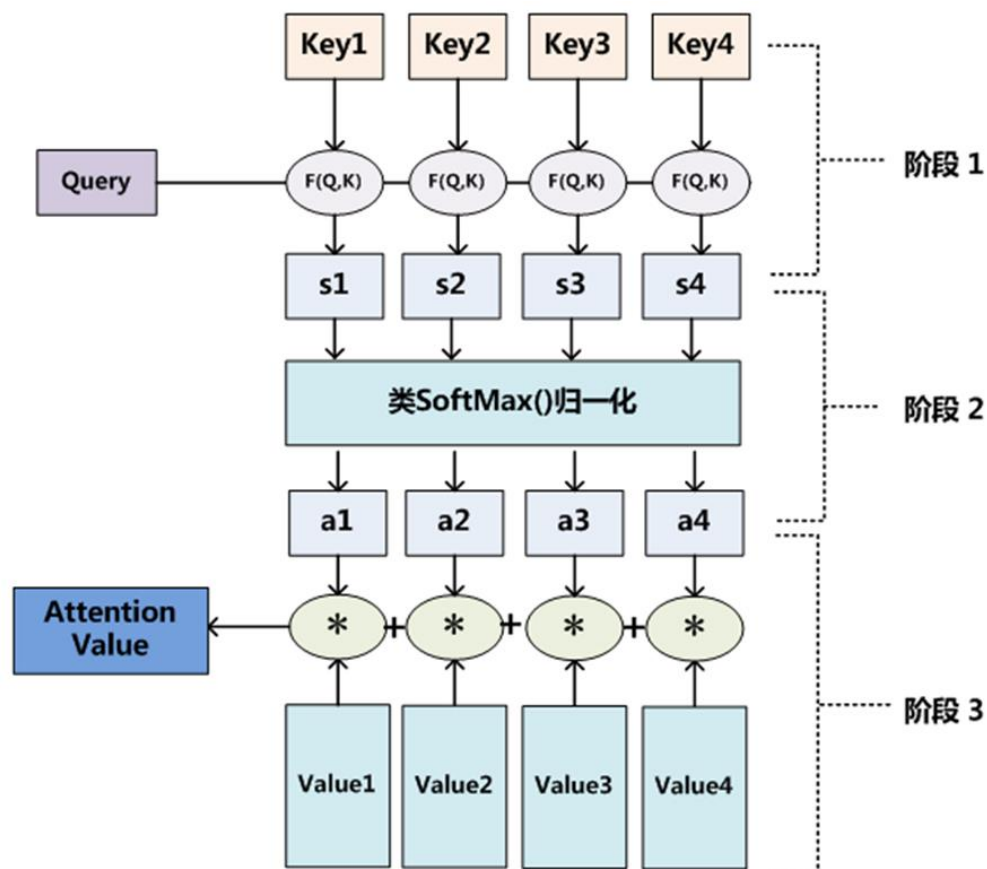 Key1 Key2 Key3 Key4
阶段 1
Query F(Q,K) F(Q,K) F(Q,K) F(Q,K)
s1 s2 s3 s4
类SoftMax()归一化
阶段 2
a1 a2 a3 a4
Attention
Value
* + * + * + *
阶段 3
Value1 Value2 Value3 Value4